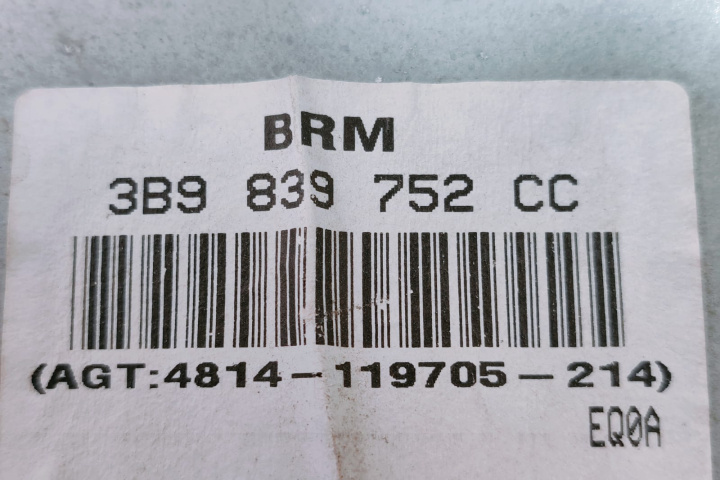 BRM
3B9 839 752 CC
(AGT:4814-119705-214)
EQ0A